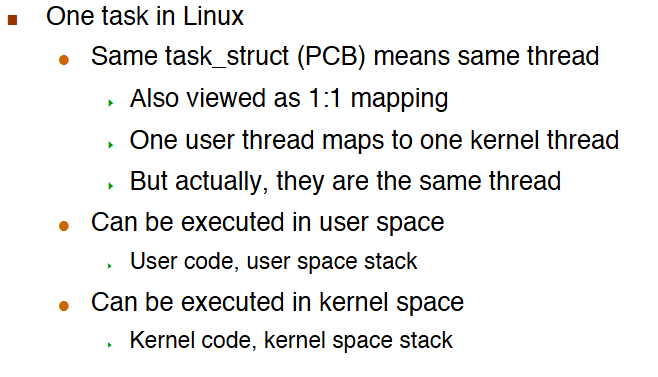 One task in Linux
Same task_struct (PCB) means same thread
Also viewed as 1:1 mapping
One user thread maps to one kernel thread
But actually, they are the same thread
Can be executed in user space
User code, user space stack
Can be executed in kernel space
Kernel code, kernel space stack